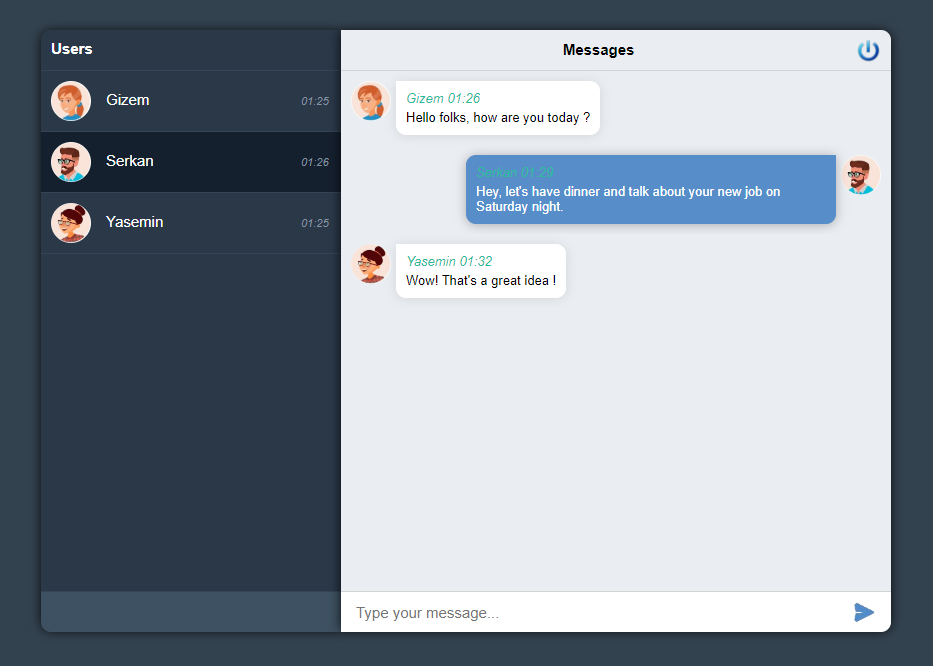 Users
Gizem 01:25
Serkan 01:26
Yasemin 01:25
Messages
Gizem 01:26
Hello folks, how are you today ?
Serkan 01:29
Hey, let's have dinner and talk about your new job on
Saturday night.
Yasemin 01:32
Wow! That's a great idea !
Type your message...